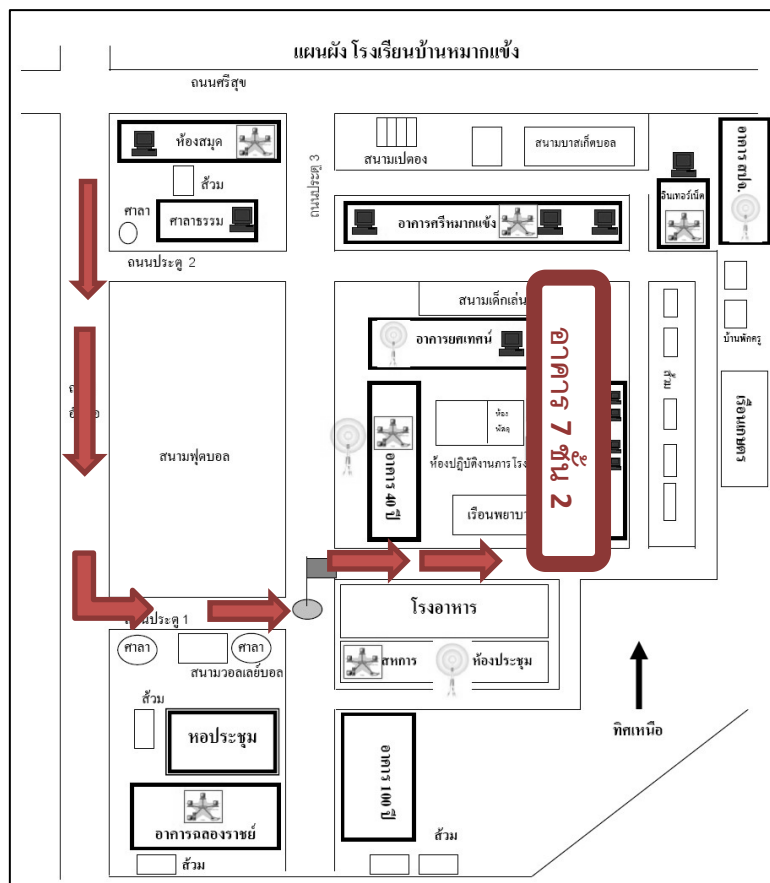 แผนผัง โรงเรียนบ้านหมากแข้ง
ถนนศรีสุข
ห้องสมุด
ส้วม
ศาลา
ศาลาธรรม
ถนนประตู 2
ถนนประตู 3
สนามเปตอง
สนามบาสเก็ตบอล
อาคารศรีหมากแข้ง
อินเทอร์เน็ต
อาคาร สปจ.
บ้านพักครู
เรือนเกษตร
ส้วม
สนามเด็กเล่น
อาคารยศเทศน์
อาคาร 7 ชั้น 2
ห้อง
พัสดุ
ห้องปฏิบัติงานการโรง
อาคาร 40 ปี
เรือนพยาบา
สนามฟุตบอล
ถนนประตู 1
ศาลา
ศาลา
สนามวอลเลย์บอล
โรงอาหาร
สหการ
ห้องประชุม
ทิศเหนือ
ส้วม
หอประชุม
อาคารฉลองราชย์
ส้วม
อาคาร 100 ปี
ส้วม